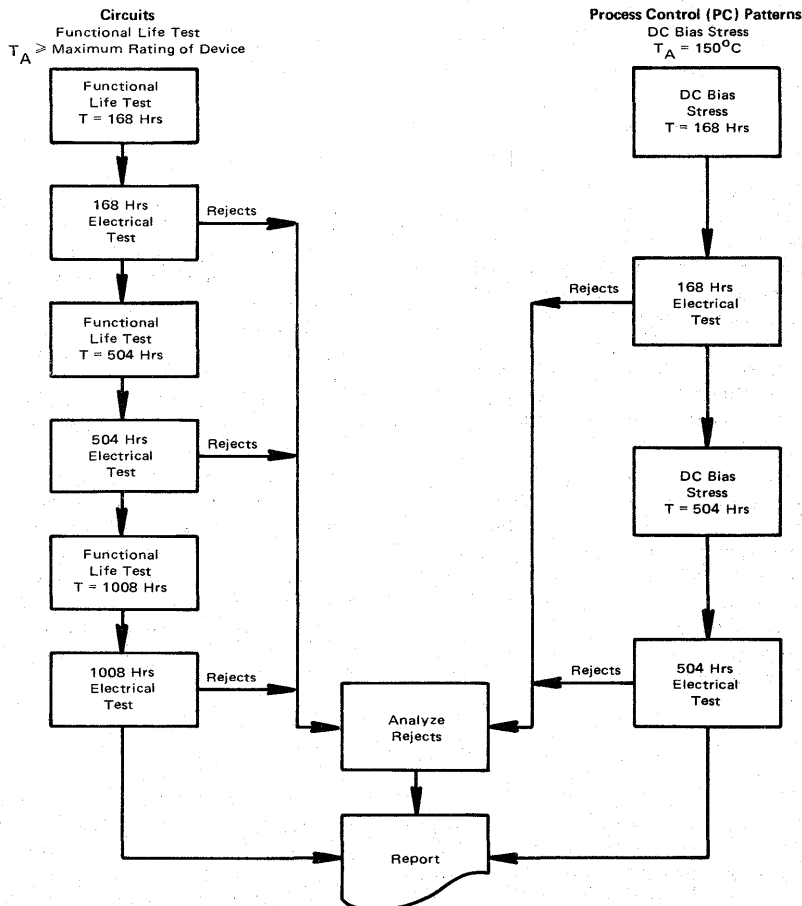 Circuits
Functional Life Test
T_A ⩾ Maximum Rating of Device
Functional
Life Test
T = 168 Hrs
168 Hrs
Electrical
Test
Rejects
Functional
Life Test
T = 504 Hrs
504 Hrs
Electrical
Test
Rejects
Functional
Life Test
T = 1008 Hrs
1008 Hrs
Electrical
Test
Rejects
Process Control (PC) Patterns
DC Bias Stress
T_A = 150°C
DC Bias
Stress
T = 168 Hrs
168 Hrs
Electrical
Test
Rejects
DC Bias
Stress
T = 504 Hrs
504 Hrs
Electrical
Test
Rejects
Analyze
Rejects
Report